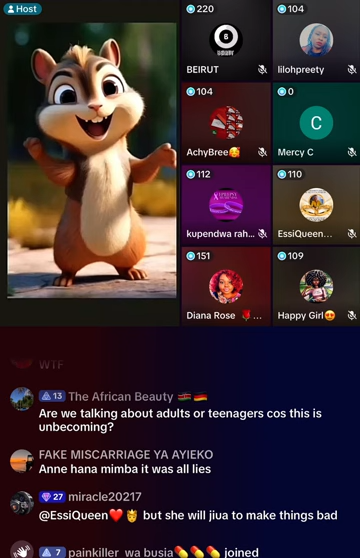 Host
220
BEIRUT
104
lilohpreety
104
AchyBree🥰
0
C
Mercy C
112
kupendwa rah...
110
EssiQueen...
151
Diana Rose 🌹...
109
Happy Girl😍
WTF
13 The African Beauty 🇰🇪 🇩🇪
Are we talking about adults or teenagers cos this is
unbecoming?
FAKE MISCARRIAGE YA AYIEKO
Anne hana mimba it was all lies
27 miracle20217
@EssiQueen❤️👸 but she will jiua to make things bad
7 painkiller wa busia💊💊💊 joined